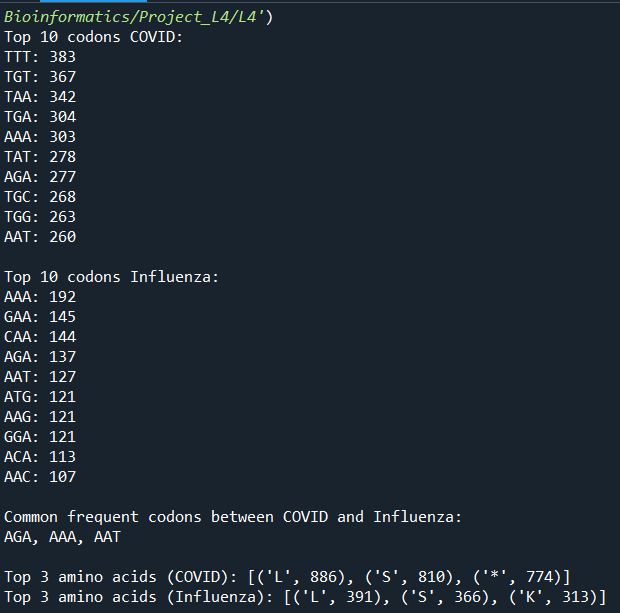 Bioinformatics/Project_L4/L4')
Top 10 codons COVID:
TTT: 383
TGT: 367
TAA: 342
TGA: 304
AAA: 303
TAT: 278
AGA: 277
TGC: 268
TGG: 263
AAT: 260
Top 10 codons Influenza:
AAA: 192
GAA: 145
CAA: 144
AGA: 137
AAT: 127
ATG: 121
AAG: 121
GGA: 121
ACA: 113
AAC: 107
Common frequent codons between COVID and Influenza:
AGA, AAA, AAT
Top 3 amino acids (COVID): [('L', 886), ('S', 810), ('*', 774)]
Top 3 amino acids (Influenza): [('L', 391), ('S', 366), ('K', 313)]